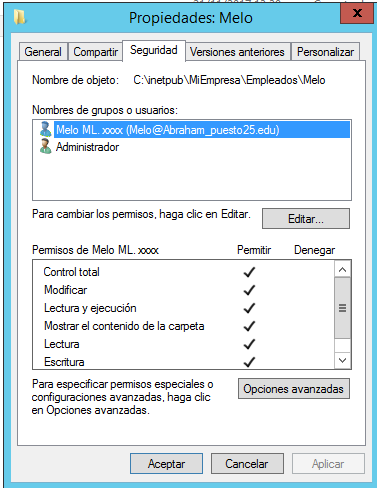 Propiedades: Melo
General
Compartir
Seguridad
Versiones anteriores
Personalizar
Nombre de objeto: C:\inetpub\MiEmpresa\Empleados\Melo
Nombres de grupos o usuarios:
Melo ML. xxxx (Melo@Abraham_puesto25.edu)
Administrador
Para cambiar los permisos, haga clic en Editar.
Editar...
Permisos de Melo ML. xxxx Permitir Denegar
Control total
Modificar
Lectura y ejecución
Mostrar el contenido de la carpeta
Lectura
Escritura
Para especificar permisos especiales o
configuraciones avanzadas, haga clic
en Opciones avanzadas.
Opciones avanzadas
Aceptar
Cancelar
Aplicar